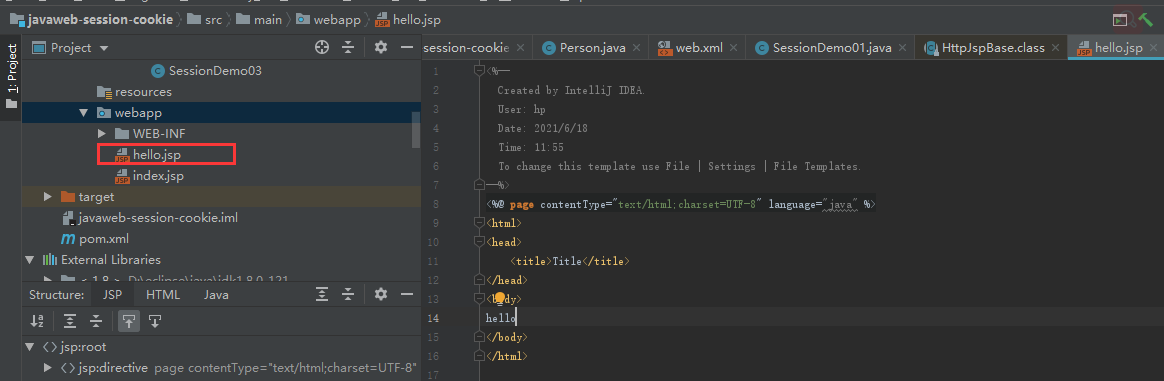 javaweb-session-cookie src main webapp hello.jsp
1: Project
Project
session-cookie Person.java web.xml SessionDemo01.java HttpJspBase.class hello.jsp
SessionDemo03
resources
webapp
WEB-INF
hello.jsp
index.jsp
target
javaweb-session-cookie.iml
pom.xml
External Libraries
< 1.8 > D:\eclipse\java\jdk1.8.0_121
Structure: JSP HTML Java
jsp:root
jsp:directive page contentType="text/html;charset=UTF-8"
1 <%--
2 Created by IntelliJ IDEA.
3 User: hp
4 Date: 2021/6/18
5 Time: 11:55
6 To change this template use File | Settings | File Templates.
7 --%>
8 <%@ page contentType="text/html;charset=UTF-8" language="java" %>
9 <html>
10 <head>
11 <title>Title</title>
12 </head>
13 <body>
14 hello
15 </body>
16 </html>
17